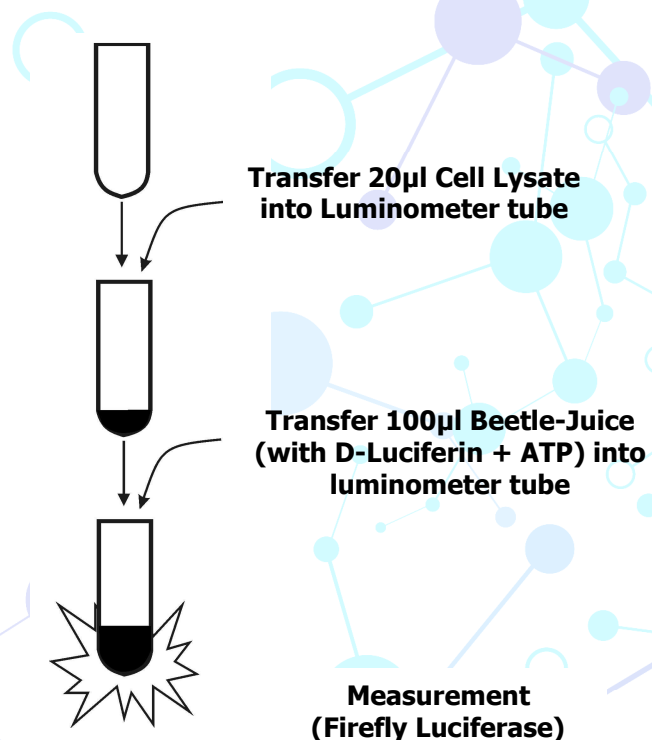 Transfer 20µl Cell Lysate
into Luminometer tube
Transfer 100µl Beetle-Juice
(with D-Luciferin + ATP) into
luminometer tube
Measurement
(Firefly Luciferase)